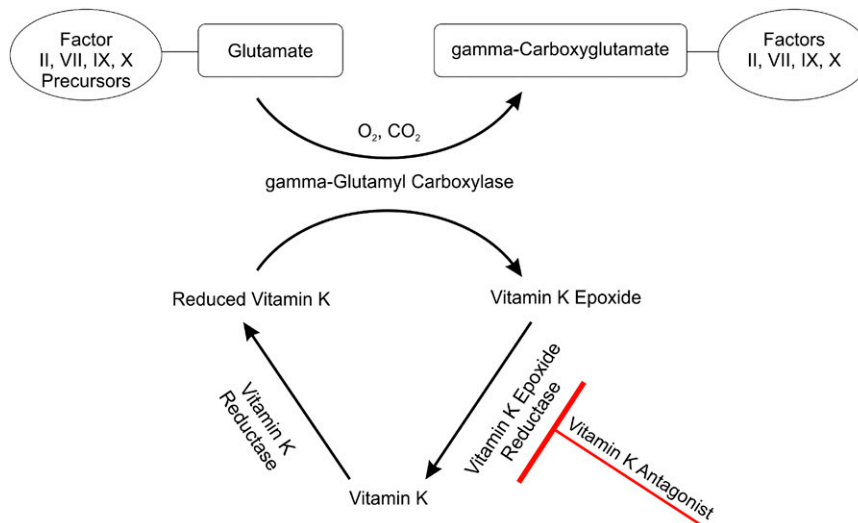 Factor
II, VII, IX, X
Precursors
Glutamate
gamma-Carboxyglutamate
Factors
II, VII, IX, X
O₂, CO₂
gamma-Glutamyl Carboxylase
Reduced Vitamin K
Vitamin K Epoxide
Vitamin K
Reductase
Vitamin K Epoxide
Reductase
Vitamin K Antagonist
Vitamin K